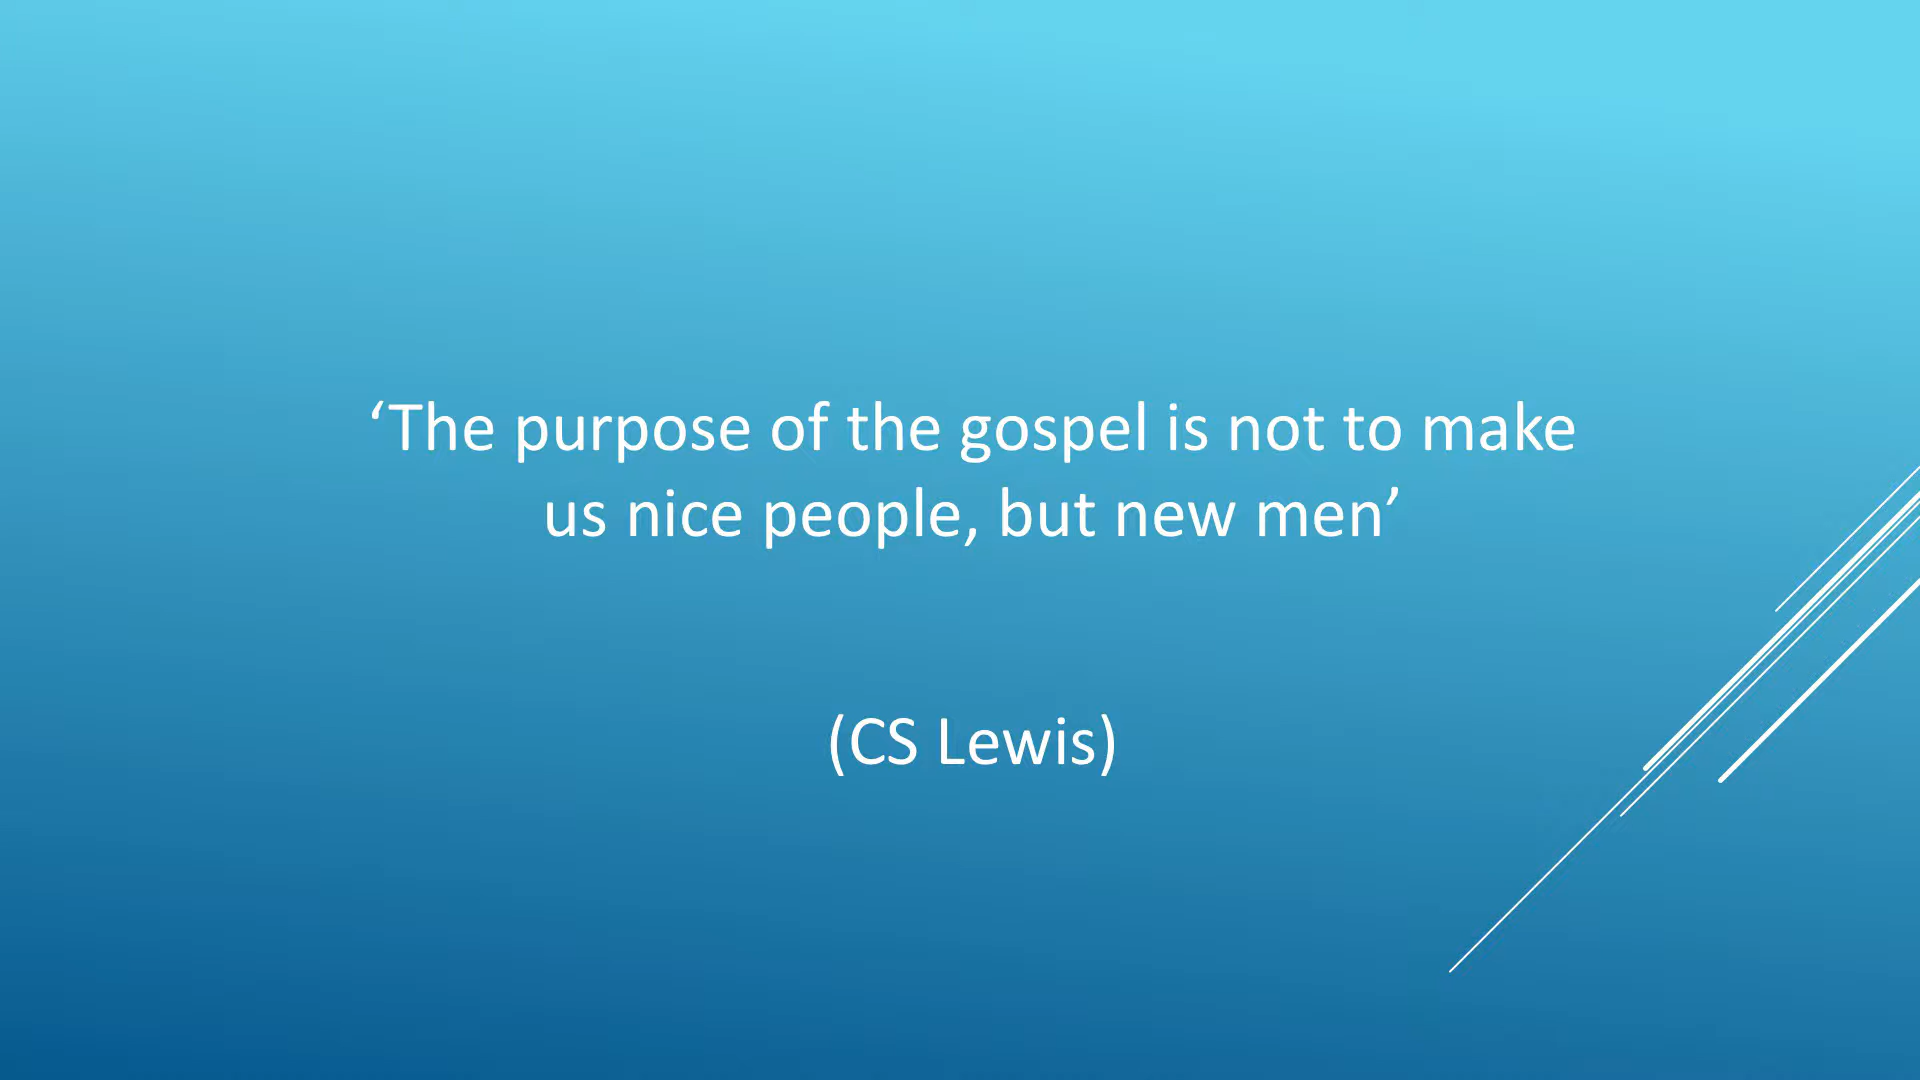 ‘The purpose of the gospel is not to make
us nice people, but new men’
(CS Lewis)